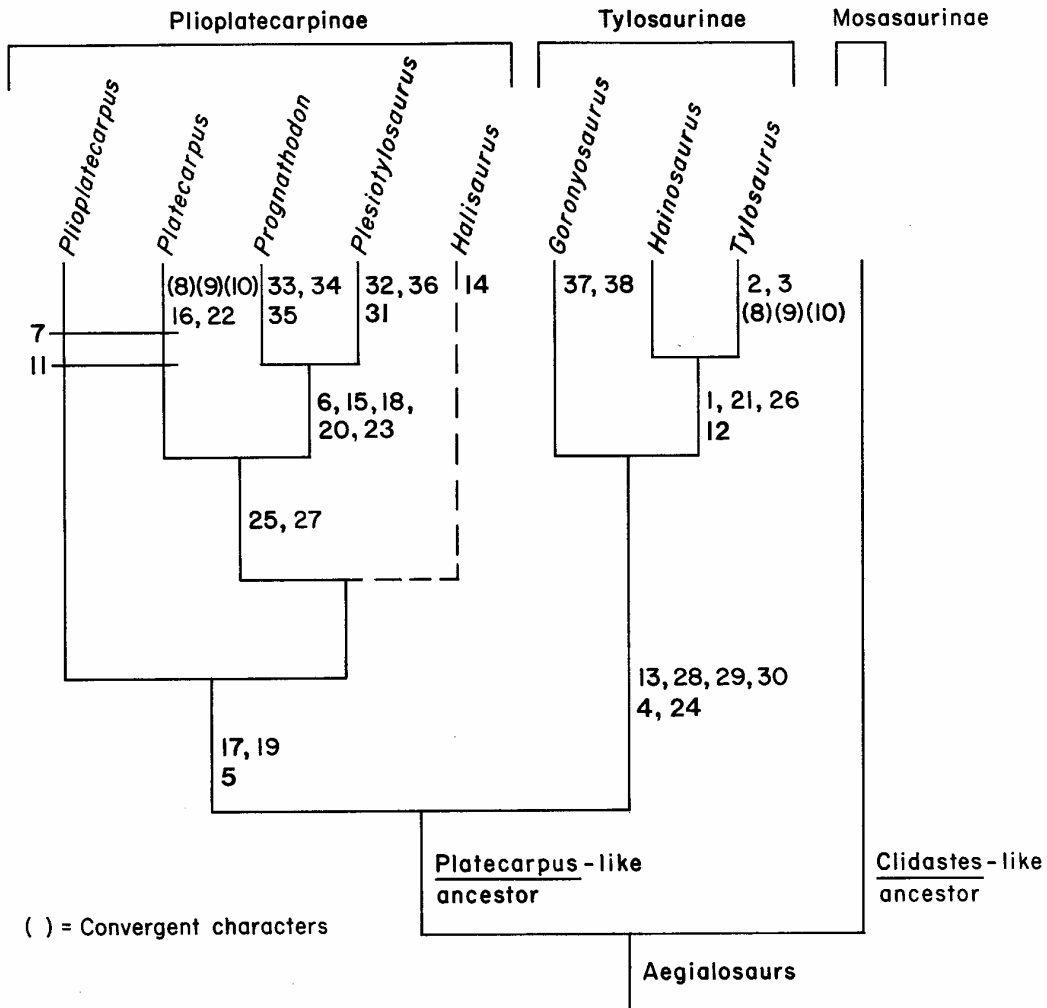 Plioplatecarpinae
Tylosaurinae
Mosasaurinae
Plioplatecarpus
Platecarpus
Prognathodon
Plesiotylosaurus
Halisaurus
Goronyosaurus
Hainosaurus
Tylosaurus
(8)(9)(10)
16, 22
33, 34
35
32, 36
31
14
37, 38
2, 3
(8)(9)(10)
7
11
6, 15, 18,
20, 23
1, 21, 26
12
25, 27
13, 28, 29, 30
4, 24
17, 19
5
Platecarpus-like
ancestor
Clidastes-like
ancestor
( ) = Convergent characters
Aegialosaurs